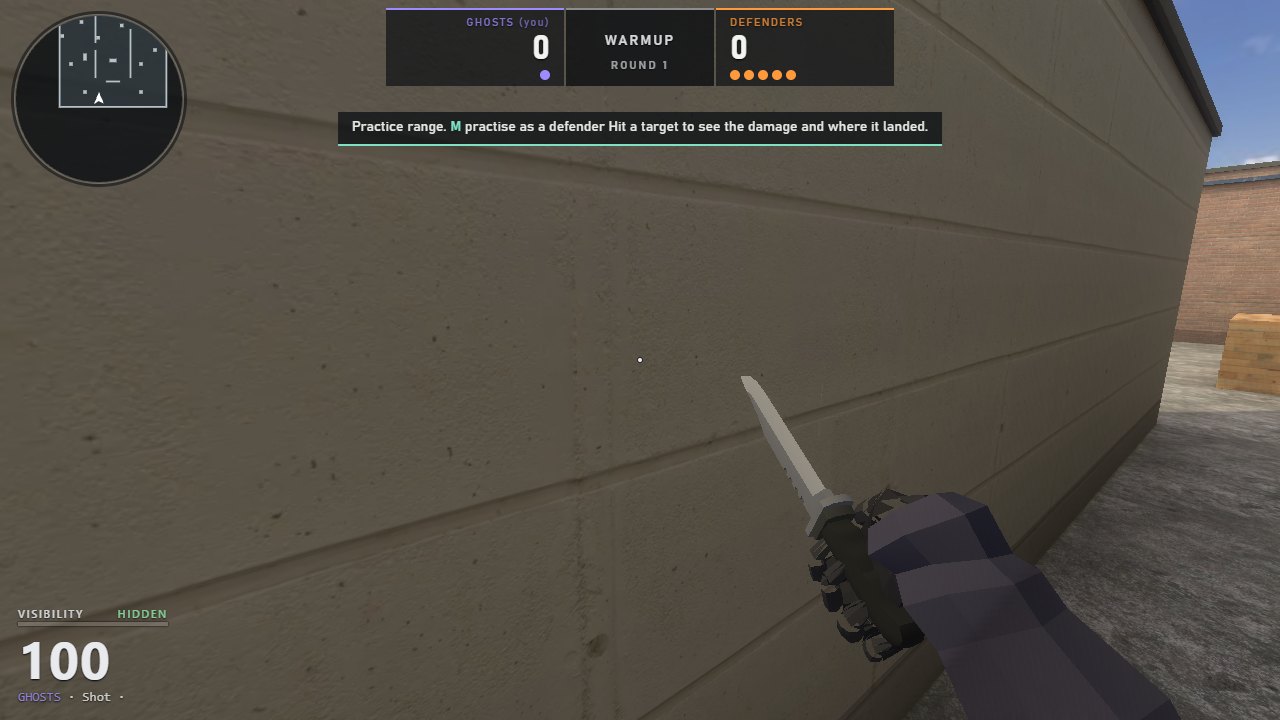 GHOSTS (you)
0
WARMUP
ROUND 1
DEFENDERS
0
Practice range. M practise as a defender Hit a target to see the damage and where it landed.
VISIBILITY HIDDEN
100
GHOSTS · Shot ·